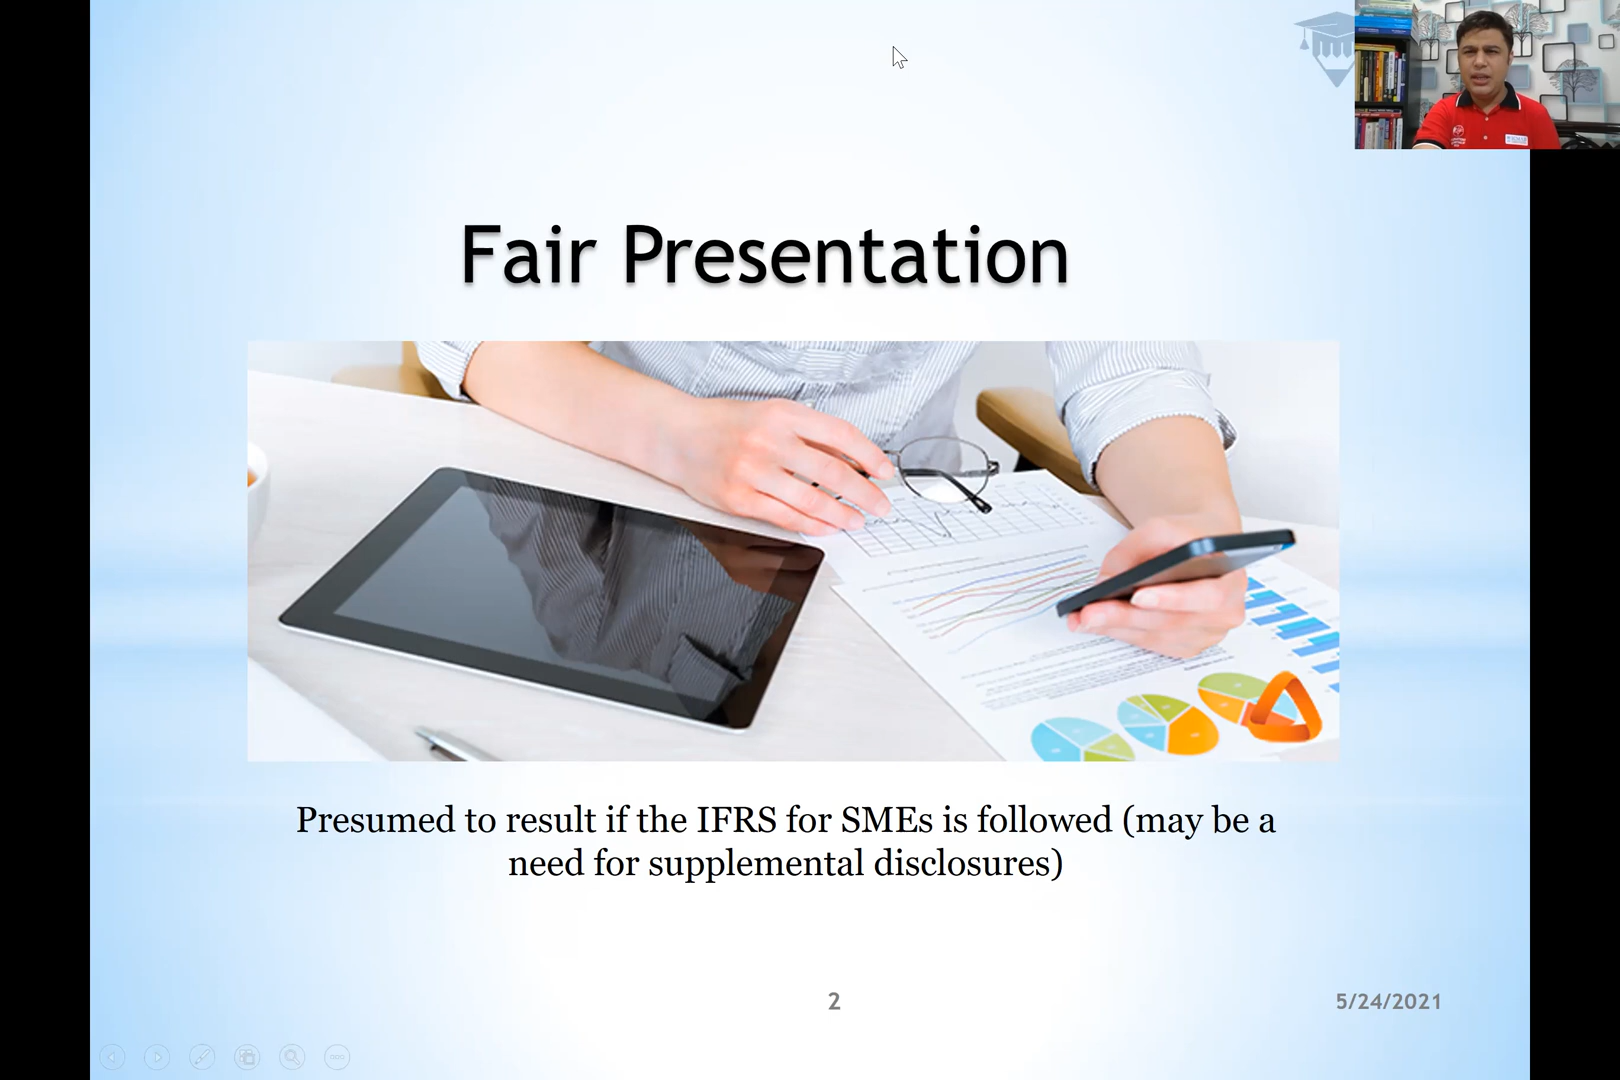 Fair Presentation
Presumed to result if the IFRS for SMEs is followed (may be a
need for supplemental disclosures)
2
5/24/2021